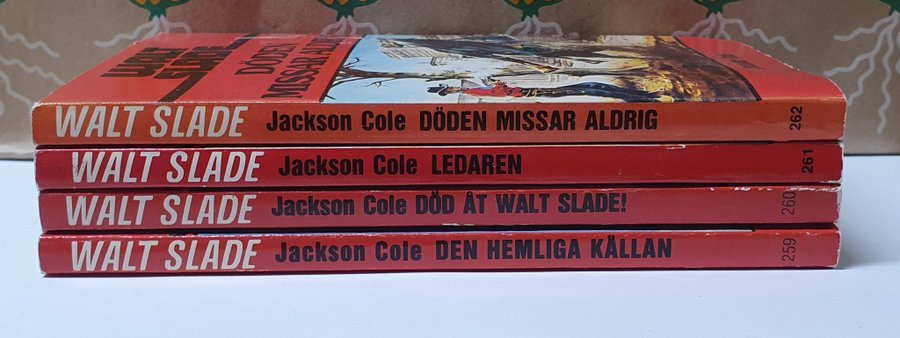 WALT
SLADE
DÖDEN
MISSAR ALDRIG
WALT SLADE Jackson Cole DÖDEN MISSAR ALDRIG 262
WALT SLADE Jackson Cole LEDAREN 261
WALT SLADE Jackson Cole DÖD ÅT WALT SLADE! 260
WALT SLADE Jackson Cole DEN HEMLIGA KÄLLAN 259